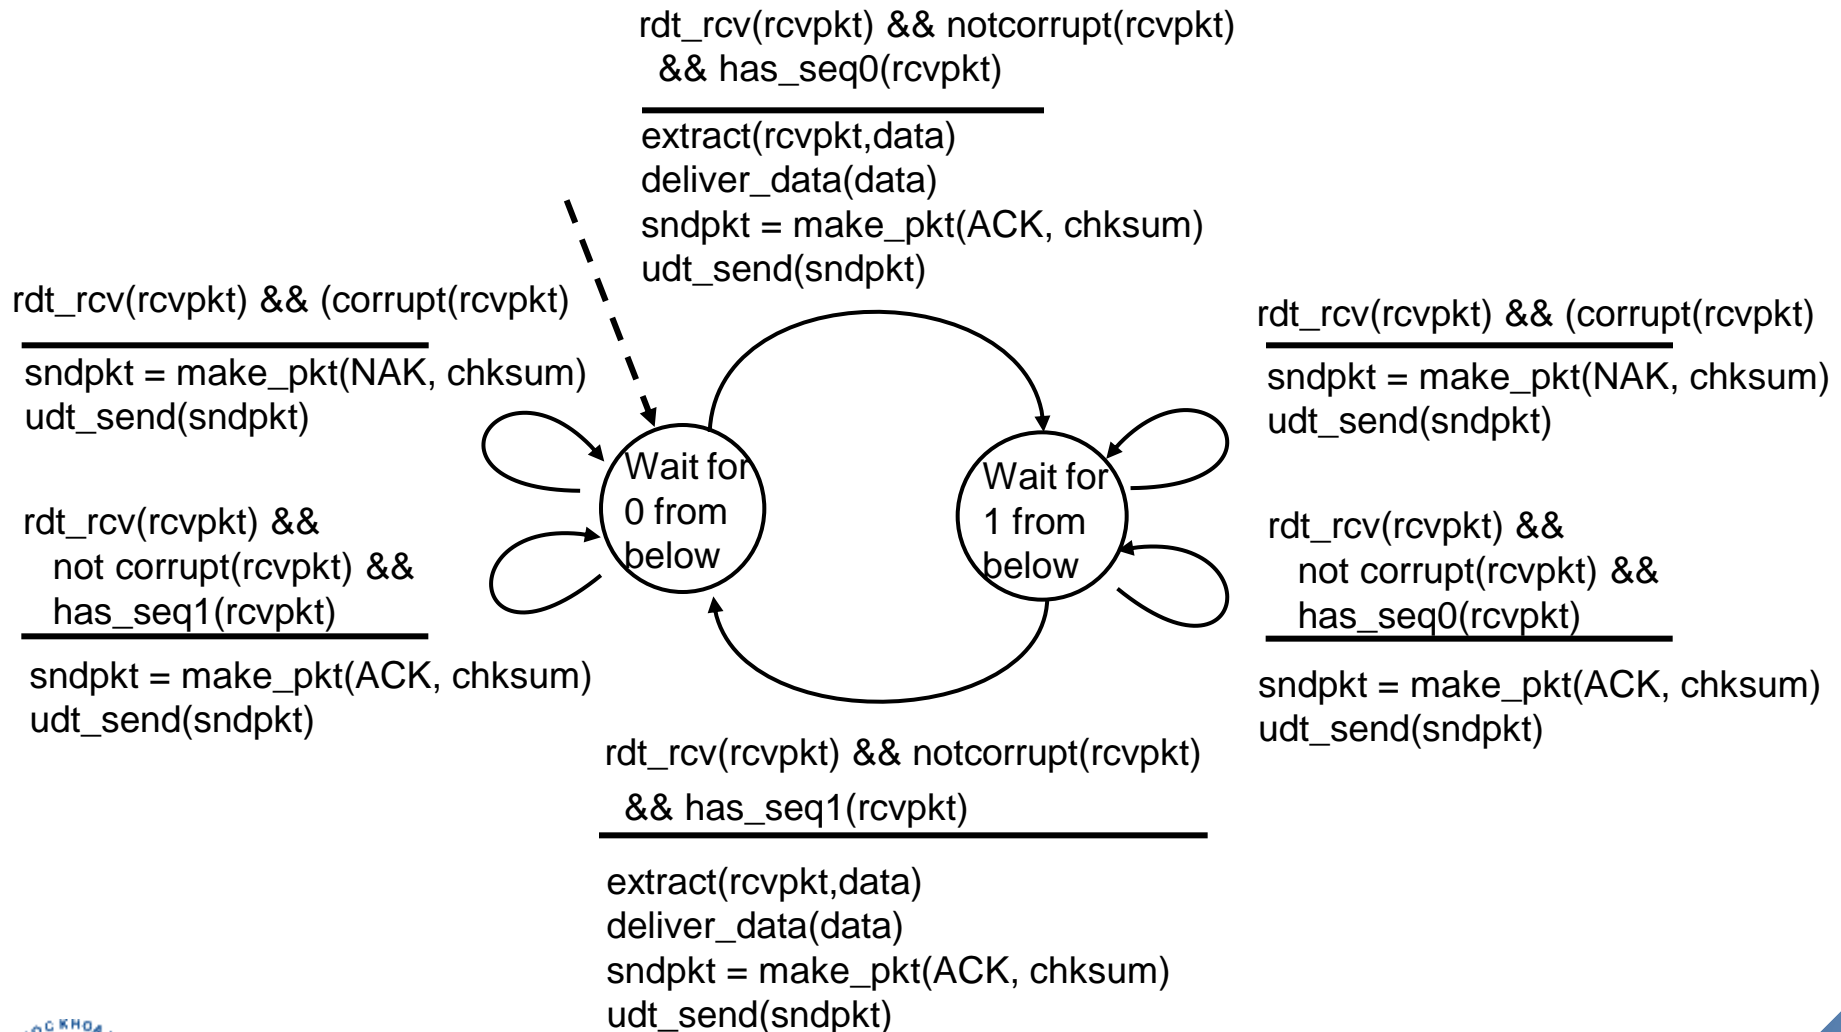 rdt_rcv(rcvpkt) && notcorrupt(rcvpkt)
&& has_seq0(rcvpkt)
extract(rcvpkt,data)
deliver_data(data)
sndpkt = make_pkt(ACK, chksum)
udt_send(sndpkt)
rdt_rcv(rcvpkt) && (corrupt(rcvpkt)
sndpkt = make_pkt(NAK, chksum)
udt_send(sndpkt)
rdt_rcv(rcvpkt) &&
not corrupt(rcvpkt) &&
has_seq1(rcvpkt)
sndpkt = make_pkt(ACK, chksum)
udt_send(sndpkt)
Wait for
0 from
below
Wait for
1 from
below
rdt_rcv(rcvpkt) && (corrupt(rcvpkt)
sndpkt = make_pkt(NAK, chksum)
udt_send(sndpkt)
rdt_rcv(rcvpkt) &&
not corrupt(rcvpkt) &&
has_seq0(rcvpkt)
sndpkt = make_pkt(ACK, chksum)
udt_send(sndpkt)
rdt_rcv(rcvpkt) && notcorrupt(rcvpkt)
&& has_seq1(rcvpkt)
extract(rcvpkt,data)
deliver_data(data)
sndpkt = make_pkt(ACK, chksum)
udt_send(sndpkt)